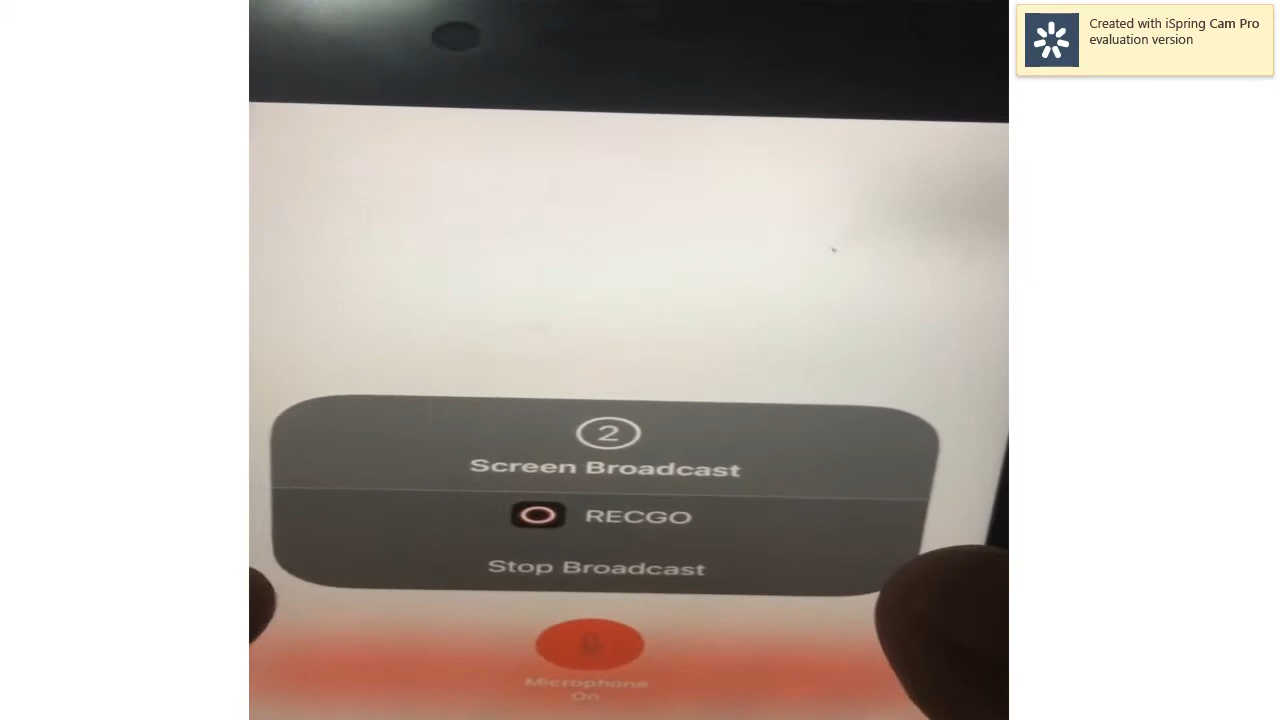 Created with iSpring Cam Pro
evaluation version
2
Screen Broadcast
RECGO
Stop Broadcast
Microphone
On